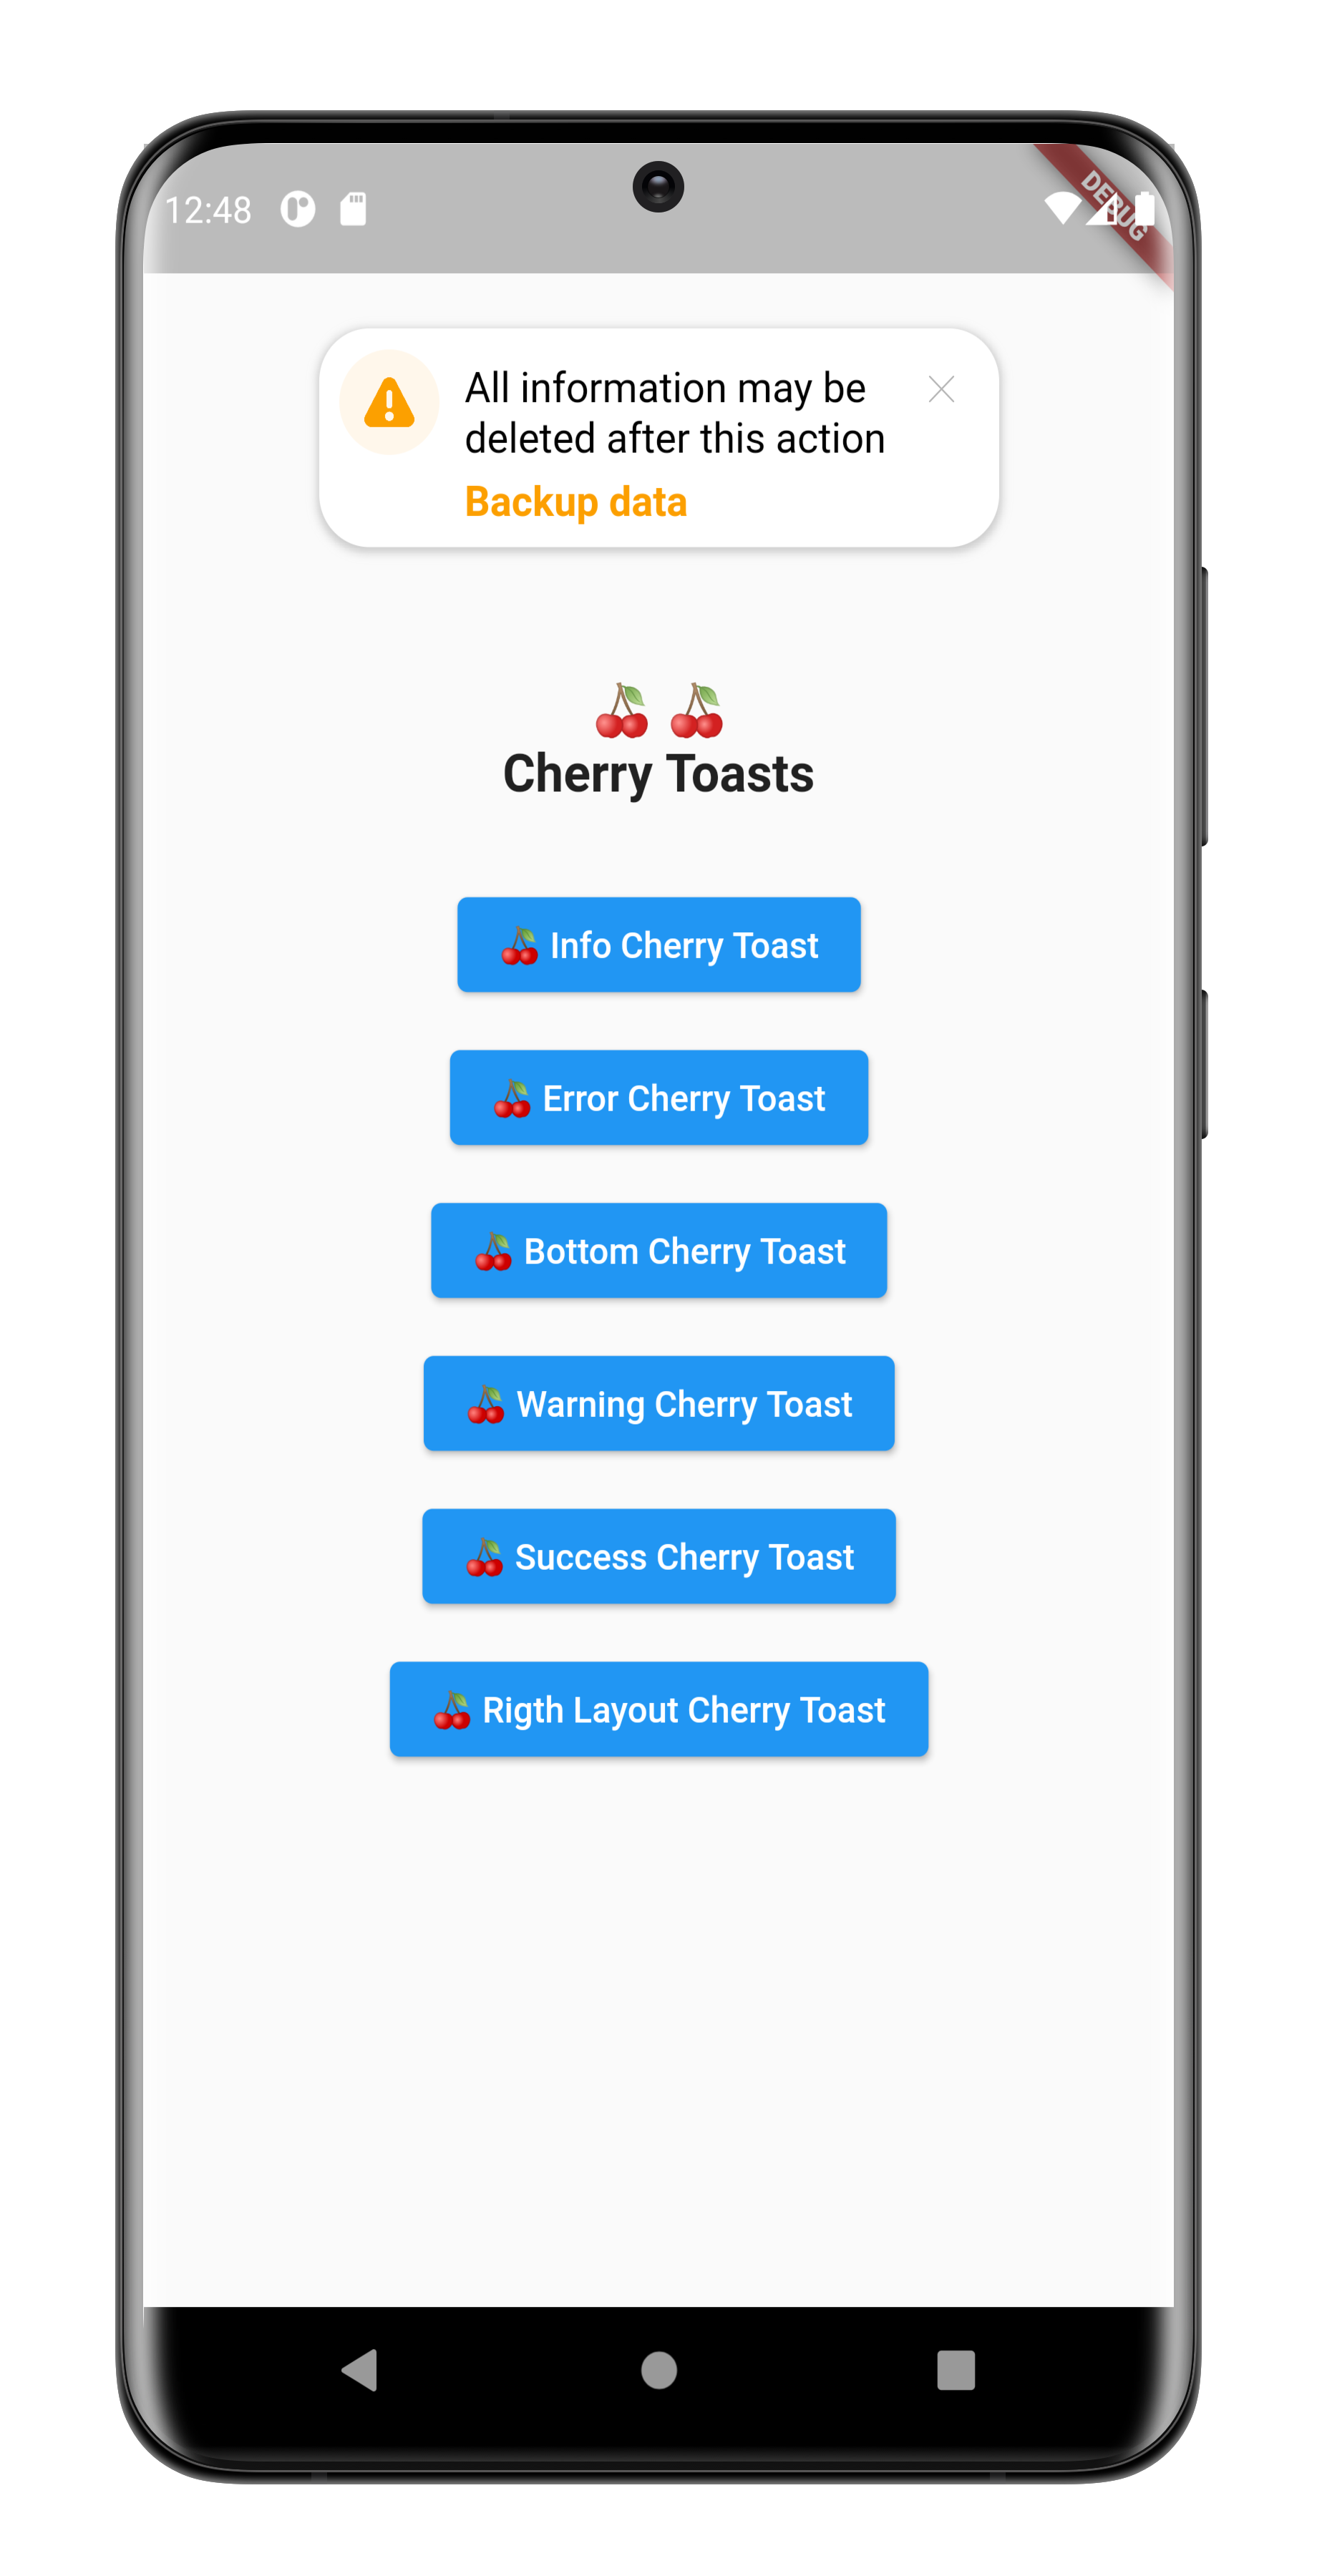 12:48
DEBUG
All information may be
deleted after this action
Backup data
Cherry Toasts
Info Cherry Toast
Error Cherry Toast
Bottom Cherry Toast
Warning Cherry Toast
Success Cherry Toast
Rigth Layout Cherry Toast